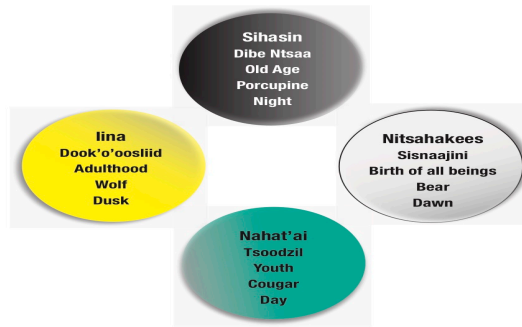 Sihasin
Dibe Ntsaa
Old Age
Porcupine
Night
Iina
Dook'o'oosliid
Adulthood
Wolf
Dusk
Nitsahakees
Sisnaajini
Birth of all beings
Bear
Dawn
Nahat'ai
Tsoodzil
Youth
Cougar
Day